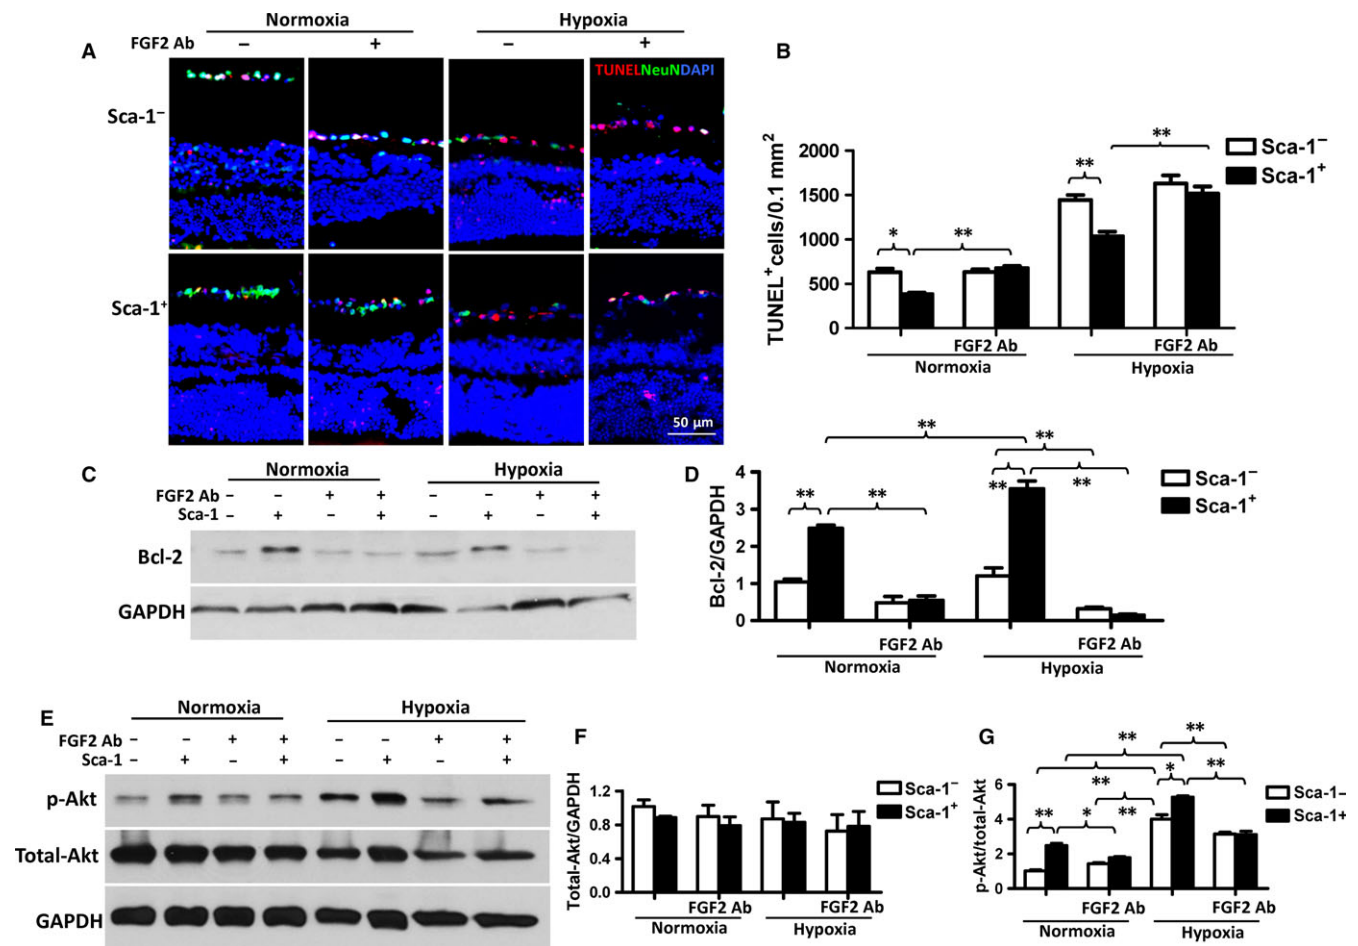 Normoxia Hypoxia
A FGF2 Ab – + – +
TUNELNeuNDAPI
Sca-1–
Sca-1+
50 µm
B
TUNEL+cells/0.1 mm2
2000
1500
1000
500
0
** ** * **
Sca-1–
Sca-1+
FGF2 Ab FGF2 Ab
Normoxia Hypoxia
C Normoxia Hypoxia
FGF2 Ab – – + + – – + +
Sca-1 – + – + – + – +
Bcl-2
GAPDH
D
Bcl-2/GAPDH
4
3
2
1
0
** **
** ** ** **
Sca-1–
Sca-1+
FGF2 Ab FGF2 Ab
Normoxia Hypoxia
E Normoxia Hypoxia
FGF2 Ab – – + + – – + +
Sca-1 – + – + – + – +
p-Akt
Total-Akt
GAPDH
F
Total-Akt/GAPDH
1.2
0.8
0.4
0.0
Sca-1–
Sca-1+
FGF2 Ab FGF2 Ab
Normoxia Hypoxia
G
p-Akt/total-Akt
6
4
2
0
** **
** * **
** * **
Sca-1–
Sca-1+
FGF2 Ab FGF2 Ab
Normoxia Hypoxia